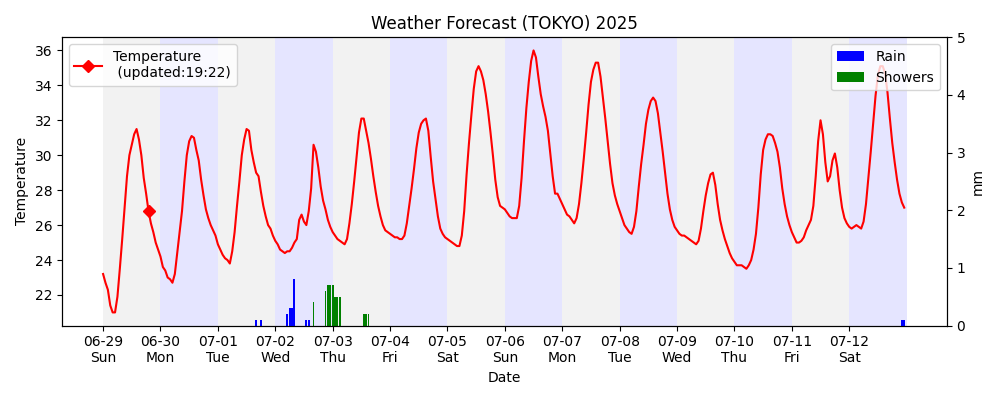 Weather Forecast (TOKYO) 2025
Temperature
(updated:19:22)
Rain
Showers
36
34
32
30
28
26
24
22
Temperature
5
4
3
2
1
0
mm
06-29 06-30 07-01 07-02 07-03 07-04 07-05 07-06 07-07 07-08 07-09 07-10 07-11 07-12
Sun Mon Tue Wed Thu Fri Sat Sun Mon Tue Wed Thu Fri Sat
Date